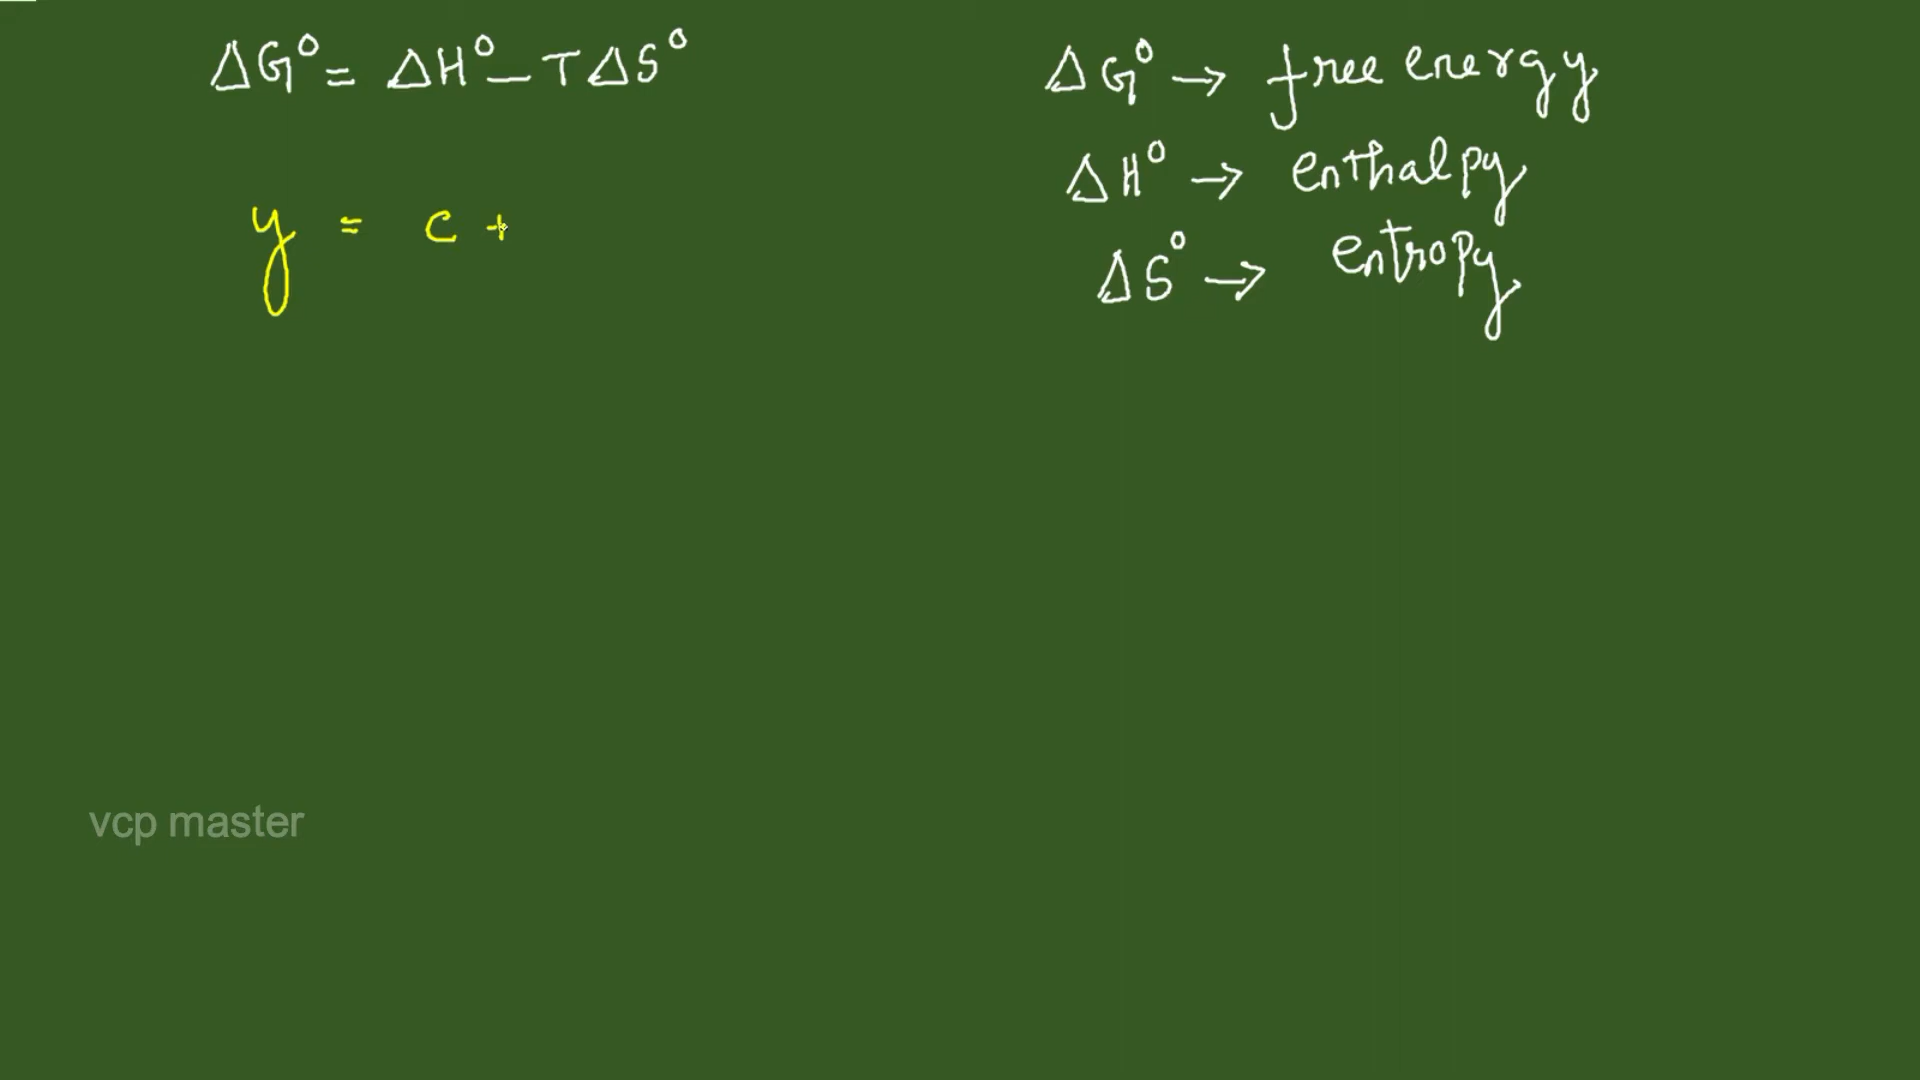 ΔG° = ΔH° – TΔS°
y = c +
ΔG° → free energy
ΔH° → enthalpy
ΔS° → entropy
vcp master